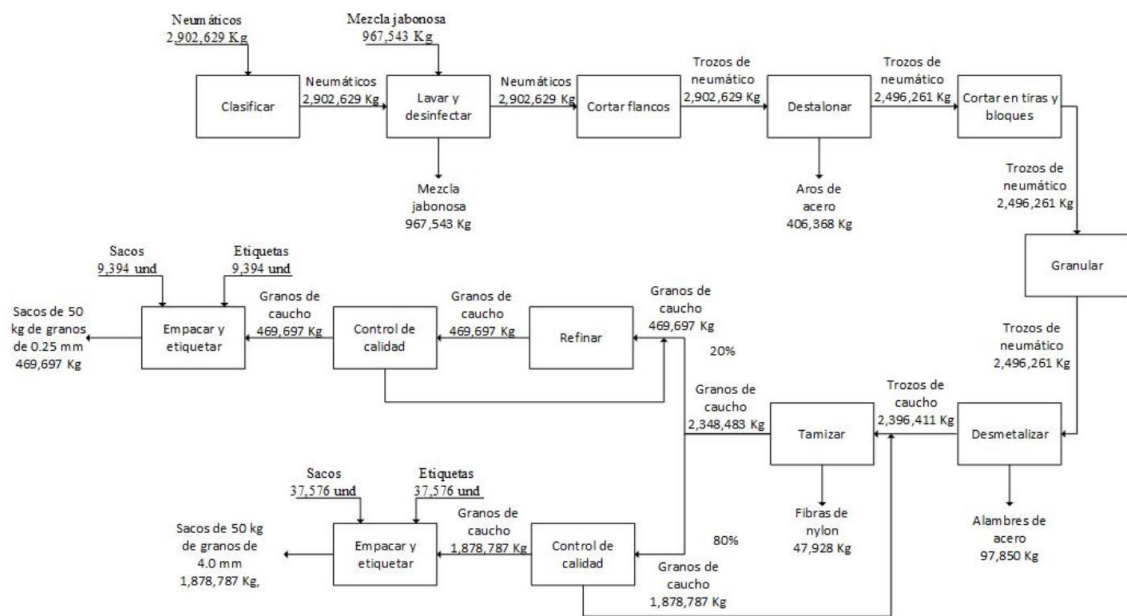 Neumáticos
2,902,629 Kg
Mezcla jabonosa
967,543 Kg
Clasificar
Neumáticos
2,902,629 Kg
Lavar y
desinfectar
Neumáticos
2,902,629 Kg
Cortar flancos
Trozos de
neumático
2,902,629 Kg
Destalonar
Trozos de
neumático
2,496,261 Kg
Cortar en tiras y
bloques
Mezcla
jabonosa
967,543 Kg
Aros de
acero
406,368 Kg
Trozos de
neumático
2,496,261 Kg
Granular
Trozos de
neumático
2,496,261 Kg
Sacos
9,394 und
Etiquetas
9,394 und
Sacos de 50
kg de granos
de 0.25 mm
469,697 Kg
Empacar y
etiquetar
Granos de
caucho
469,697 Kg
Control de
calidad
Granos de
caucho
469,697 Kg
Refinar
Granos de
caucho
469,697 Kg
20%
Granos de
caucho
2,348,483 Kg
Tamizar
Trozos de
caucho
2,396,411 Kg
Desmetalizar
Fibras de
nylon
47,928 Kg
Alambres de
acero
97,850 Kg
Sacos
37,576 und
Etiquetas
37,576 und
Sacos de 50 kg
de granos de
4.0 mm
1,878,787 Kg,
Empacar y
etiquetar
Granos de
caucho
1,878,787 Kg
Control de
calidad
80%
Granos de
caucho
1,878,787 Kg